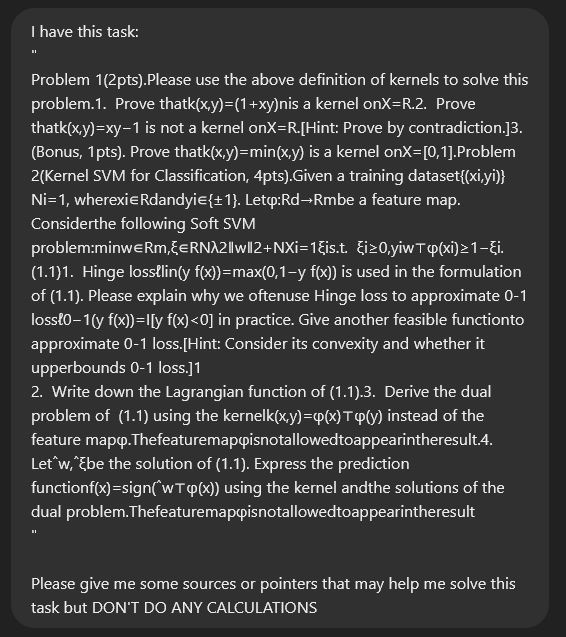 I have this task:
"
Problem 1(2pts).Please use the above definition of kernels to solve this
problem.1.  Prove thatk(x,y)=(1+xy)nis a kernel onX=R.2.  Prove
thatk(x,y)=xy−1 is not a kernel onX=R.[Hint: Prove by contradiction.]3.
(Bonus, 1pts). Prove thatk(x,y)=min(x,y) is a kernel onX=[0,1].Problem
2(Kernel SVM for Classification, 4pts).Given a training dataset{(xi,yi)}
Ni=1, wherexi∈Rdandyi∈{±1}. Letφ:Rd→Rmbe a feature map.
Considerthe following Soft SVM
problem:minw∈Rm,ξ∈RNλ2‖w‖2+NXi=1ξis.t.  ξi≥0,yiw⊤φ(xi)≥1−ξi.
(1.1)1.  Hinge lossℓlin(y f(x))=max(0,1−y f(x)) is used in the formulation
of (1.1). Please explain why we oftenuse Hinge loss to approximate 0-1
lossℓ0−1(y f(x))=I[y f(x)<0] in practice. Give another feasible functionto
approximate 0-1 loss.[Hint: Consider its convexity and whether it
upperbounds 0-1 loss.]1
2.  Write down the Lagrangian function of (1.1).3.  Derive the dual
problem of  (1.1) using the kernelk(x,y)=φ(x)⊤φ(y) instead of the
feature mapφ.Thefeaturemapφisnotallowedtoappearintheresult.4.
Letˆw,ˆξbe the solution of (1.1). Express the prediction
functionf(x)=sign(ˆw⊤φ(x)) using the kernel andthe solutions of the
dual problem.Thefeaturemapφisnotallowedtoappearintheresult
"
Please give me some sources or pointers that may help me solve this
task but DON'T DO ANY CALCULATIONS